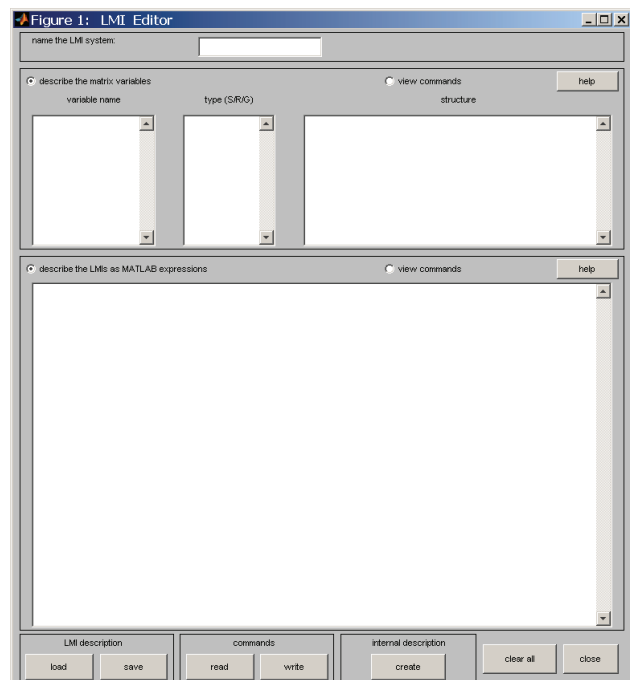 Figure 1: LMI Editor
name the LMI system:
describe the matrix variables view commands help
variable name type (S/R/G) structure
describe the LMIs as MATLAB expressions view commands help
LMI description commands internal description
load save read write create clear all close